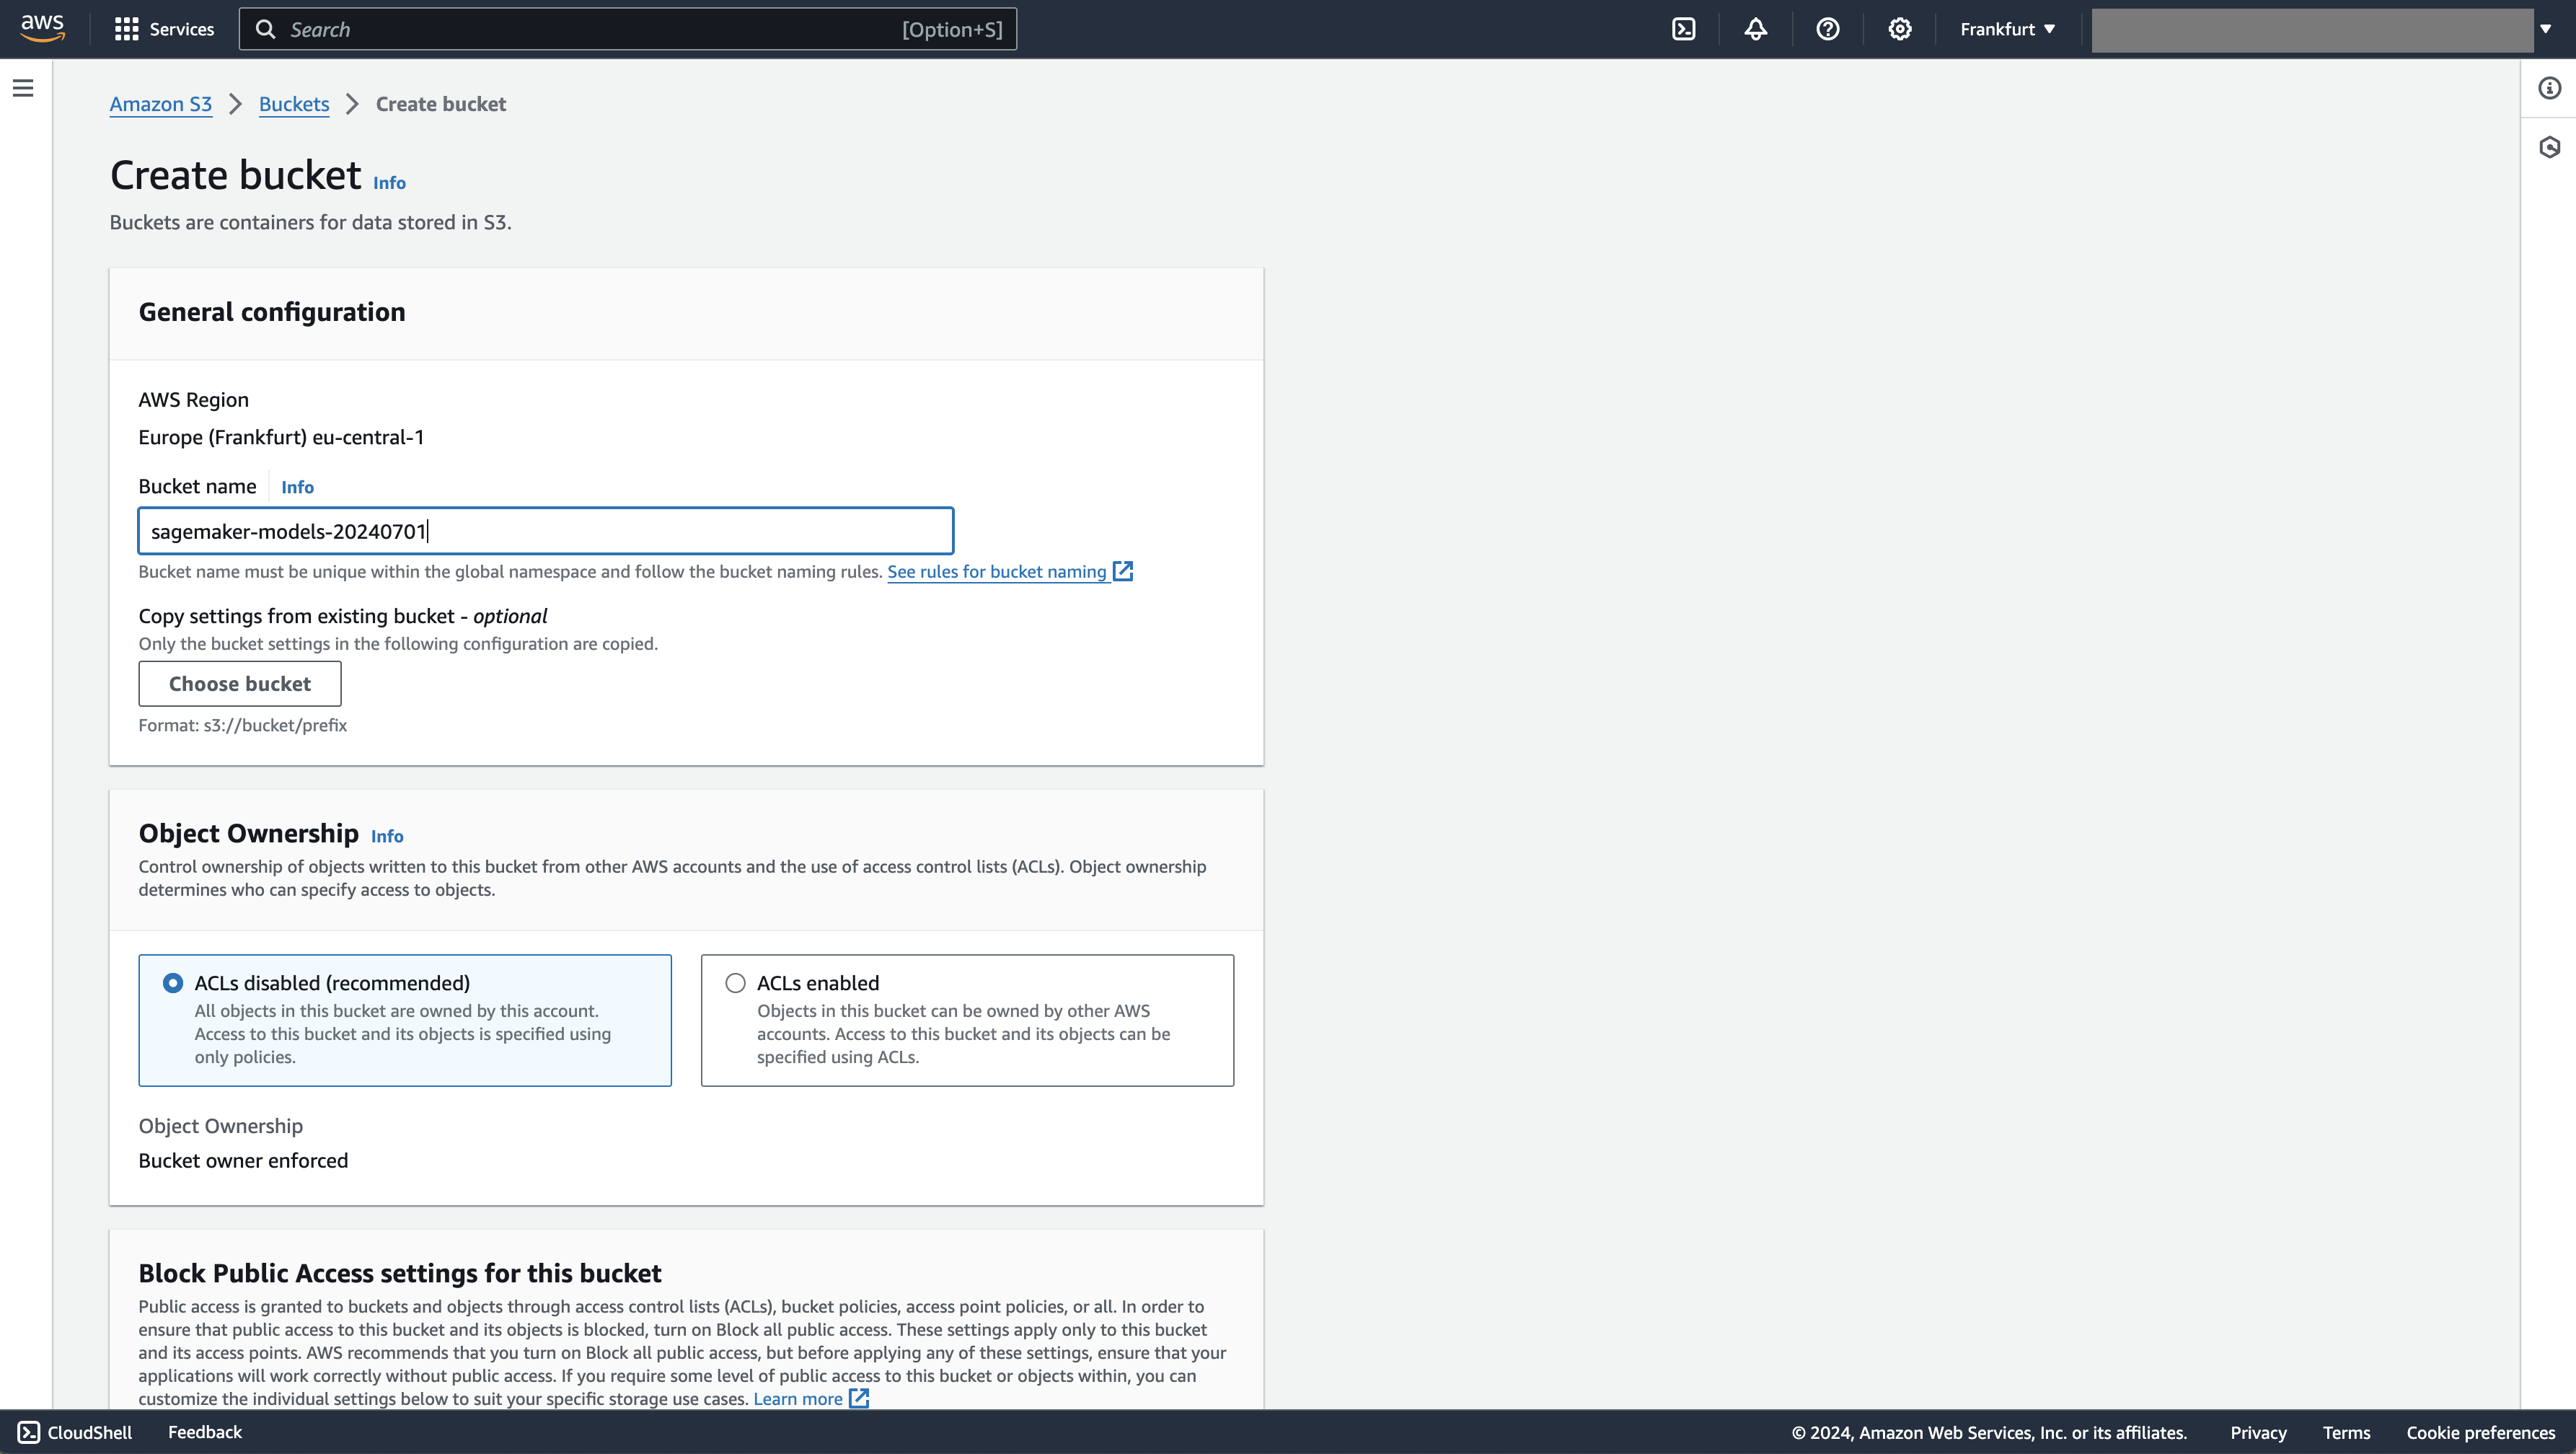 aws Services Search [Option+S] Frankfurt
Amazon S3 Buckets Create bucket
Create bucket Info
Buckets are containers for data stored in S3.
General configuration
AWS Region
Europe (Frankfurt) eu-central-1
Bucket name Info
sagemaker-models-20240701
Bucket name must be unique within the global namespace and follow the bucket naming rules. See rules for bucket naming
Copy settings from existing bucket - optional
Only the bucket settings in the following configuration are copied.
Choose bucket
Format: s3://bucket/prefix
Object Ownership Info
Control ownership of objects written to this bucket from other AWS accounts and the use of access control lists (ACLs). Object ownership
determines who can specify access to objects.
ACLs disabled (recommended)
All objects in this bucket are owned by this account.
Access to this bucket and its objects is specified using
only policies.
ACLs enabled
Objects in this bucket can be owned by other AWS
accounts. Access to this bucket and its objects can be
specified using ACLs.
Object Ownership
Bucket owner enforced
Block Public Access settings for this bucket
Public access is granted to buckets and objects through access control lists (ACLs), bucket policies, access point policies, or all. In order to
ensure that public access to this bucket and its objects is blocked, turn on Block all public access. These settings apply only to this bucket
and its access points. AWS recommends that you turn on Block all public access, but before applying any of these settings, ensure that your
applications will work correctly without public access. If you require some level of public access to this bucket or objects within, you can
customize the individual settings below to suit your specific storage use cases. Learn more
CloudShell Feedback © 2024, Amazon Web Services, Inc. or its affiliates. Privacy Terms Cookie preferences